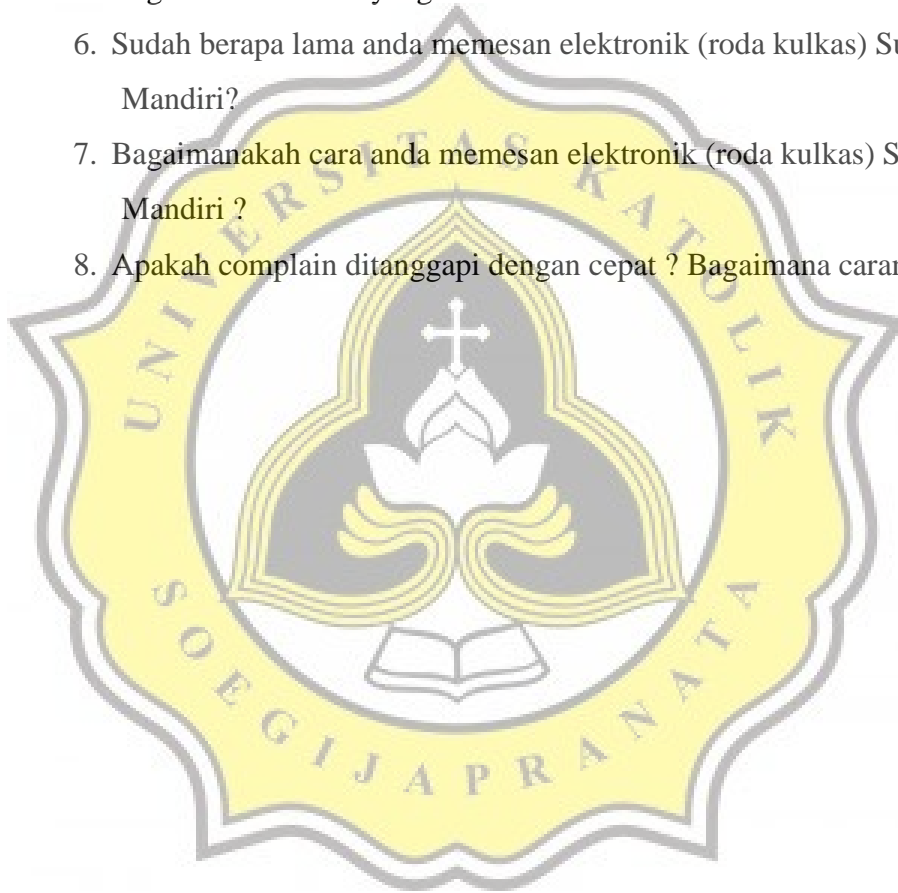 6. Sudah berapa lama anda memesan elektronik (roda kulkas)
Mandiri?
7. Bagaimanakah cara anda memesan elektronik (roda kulkas)
Mandiri ?
8. Apakah complain ditanggapi dengan cepat ? Bagaimana
UNIVERSITAS KATOLIK
SOEGIJAPRANATA